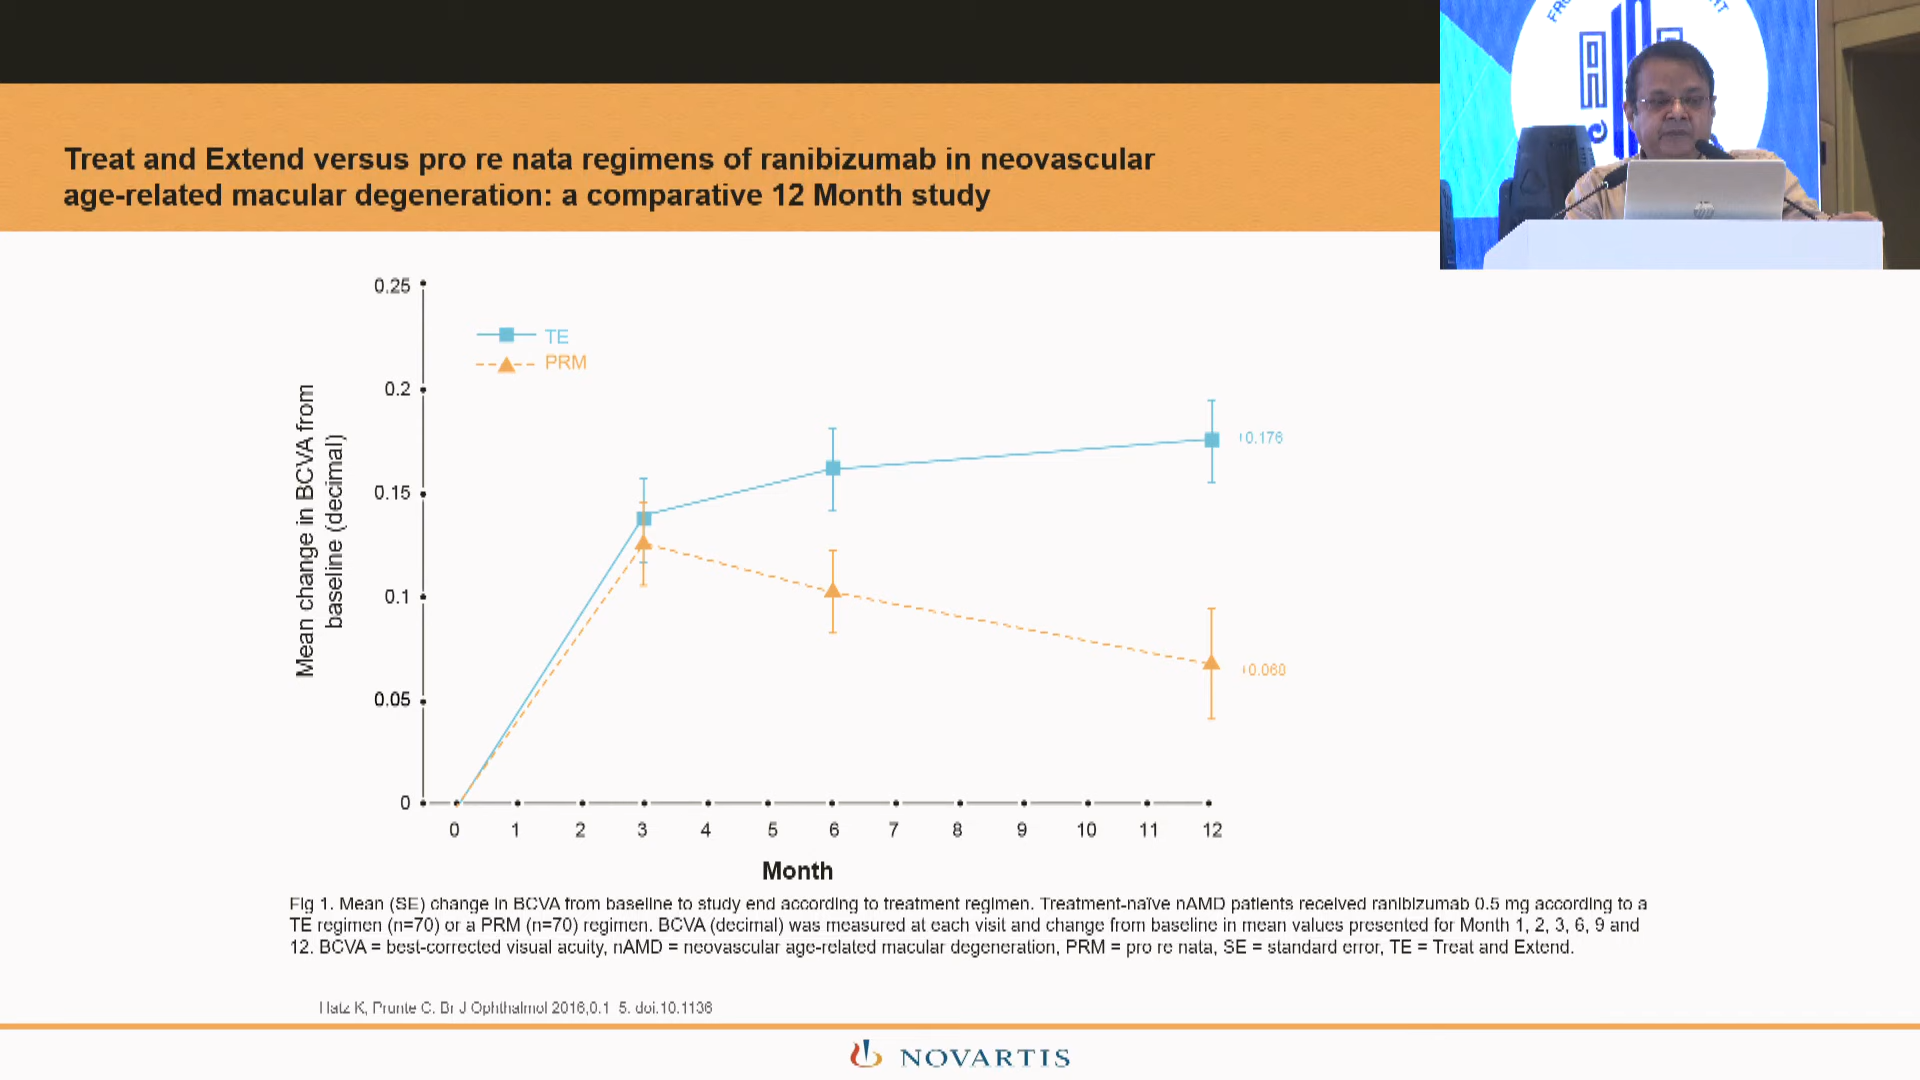 Treat and Extend versus pro re nata regimens of ranibizumab in neovascular
age-related macular degeneration: a comparative 12 Month study
0.25
TE
PRM
0.2
0.15
0.1
0.05
0
Mean change in BCVA from
baseline (decimal)
+0.176
+0.068
0 1 2 3 4 5 6 7 8 9 10 11 12
Month
Fig 1. Mean (SE) change in BCVA from baseline to study end according to treatment regimen. Treatment-naïve nAMD patients received ranibizumab 0.5 mg according to a
TE regimen (n=70) or a PRM (n=70) regimen. BCVA (decimal) was measured at each visit and change from baseline in mean values presented for Month 1, 2, 3, 6, 9 and
12. BCVA = best-corrected visual acuity, nAMD = neovascular age-related macular degeneration, PRM = pro re nata, SE = standard error, TE = Treat and Extend.
Hatz K, Prunte C. Br J Ophthalmol 2016,0.1 5. doi.10.1136
NOVARTIS
hp